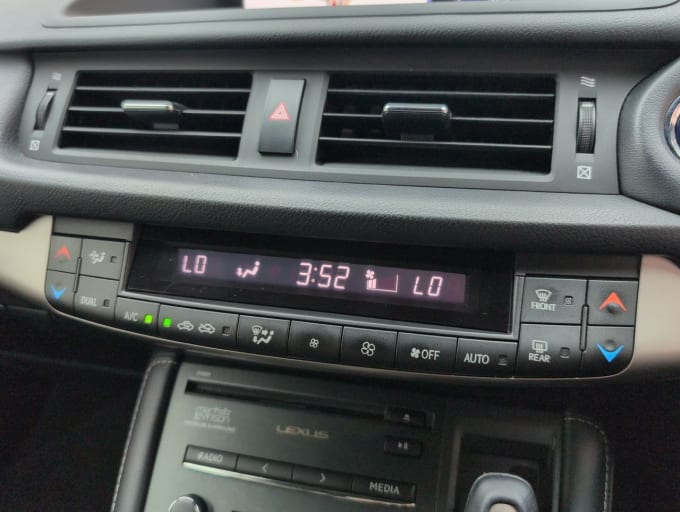 LO 3:52 LO
DUAL A/C OFF AUTO FRONT REAR
LEXUS
RADIO MEDIA